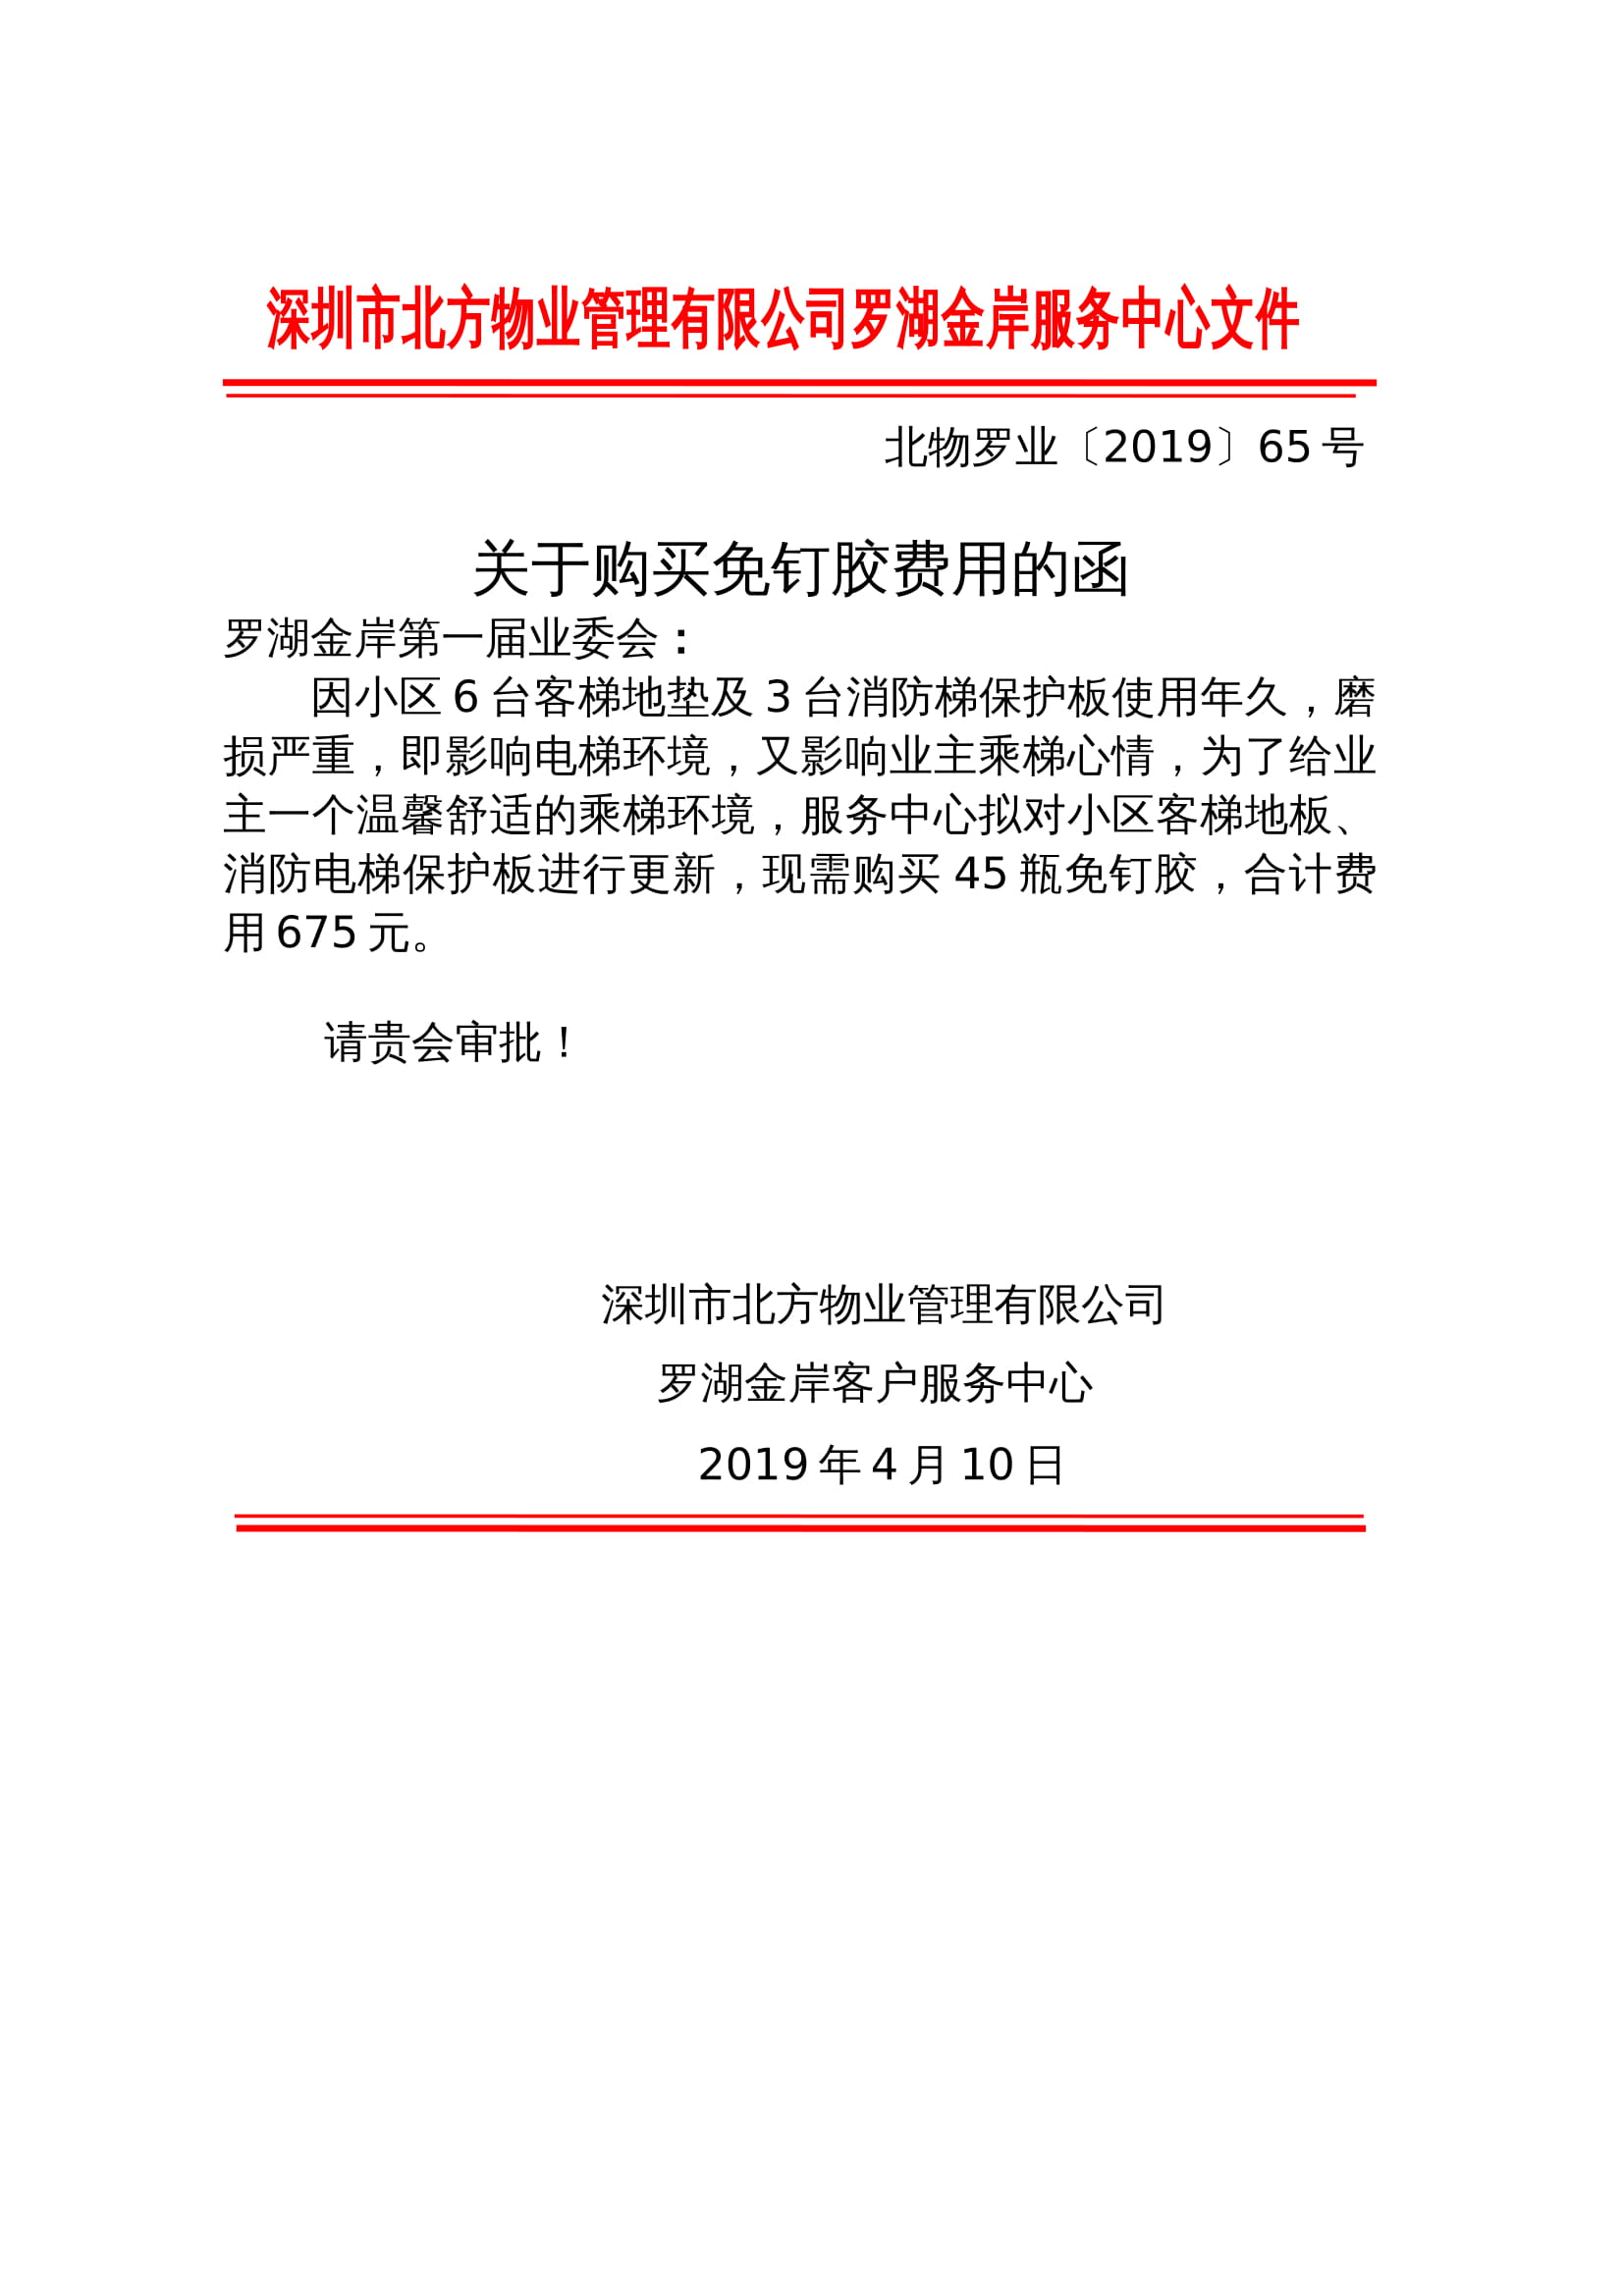 深圳市北方物业管理有限公司罗湖金岸服务中心文件
北物罗业〔2019〕65 号
关于购买免钉胶费用的函
罗湖金岸第一届业委会：
因小区 6 台客梯地垫及 3 台消防梯保护板使用年久，磨
损严重，即影响电梯环境，又影响业主乘梯心情，为了给业
主一个温馨舒适的乘梯环境，服务中心拟对小区客梯地板、
消防电梯保护板进行更新，现需购买 45 瓶免钉胶，合计费
用 675 元。
请贵会审批！
深圳市北方物业管理有限公司
罗湖金岸客户服务中心
2019 年 4 月 10 日